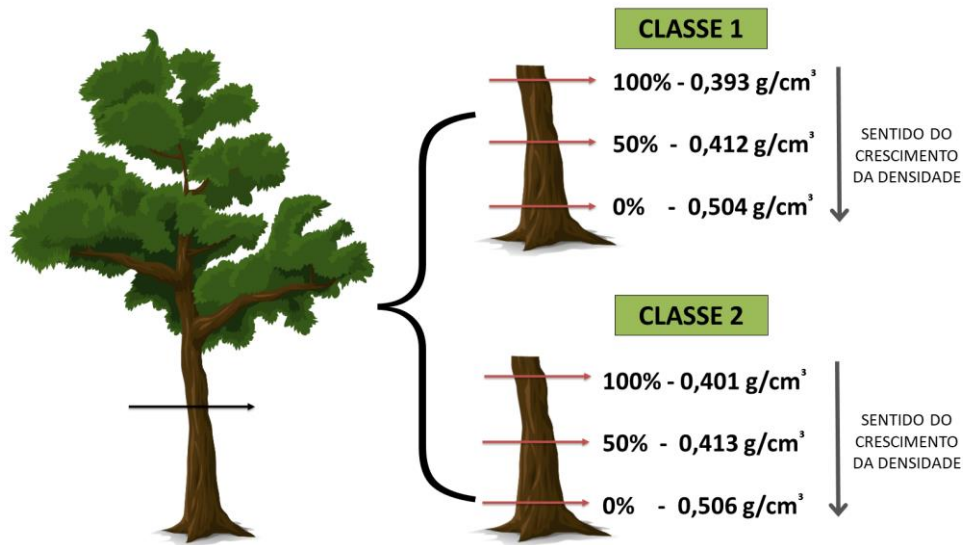 CLASSE 1
100% - 0,393 g/cm³
50% - 0,412 g/cm³
0% - 0,504 g/cm³
SENTIDO DO
CRESCIMENTO
DA DENSIDADE
CLASSE 2
100% - 0,401 g/cm³
50% - 0,413 g/cm³
0% - 0,506 g/cm³
SENTIDO DO
CRESCIMENTO
DA DENSIDADE